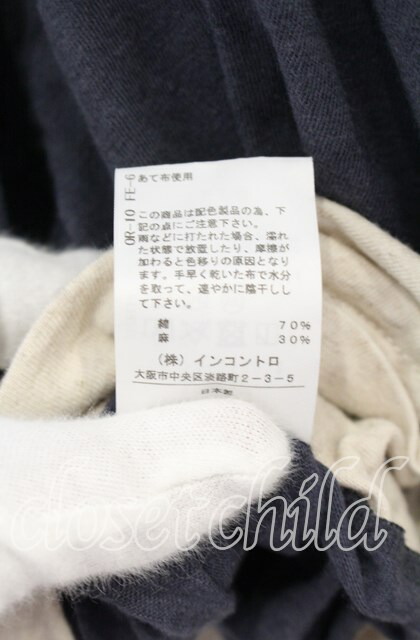 OR-10 FE-6
あて布使用
この商品は配色製品の為、下
記の点にご注意下さい。
雨などに打たれた場合、濡れ
た状態で放置したり、摩擦が
加わると色移りの原因となり
ます。手早く乾いた布で水分
を取って、速やかに陰干しし
て下さい。
綿 70%
麻 30%
(株) インコントロ
大阪市中央区淡路町2-3-5
日本製
closetchild